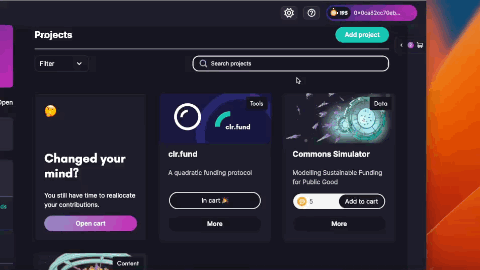 195
0x0ca62cc70eb...
Projects
Add project
Filter
Search projects
Open
Changed your
mind?
You still have time to reallocate
your contributions.
Open cart
Tools
clr.fund
clr.fund
A quadratic funding protocol
In cart 🎉
More
Data
Commons Simulator
Modelling Sustainable Funding
for Public Good
5
Add to cart
More
Content